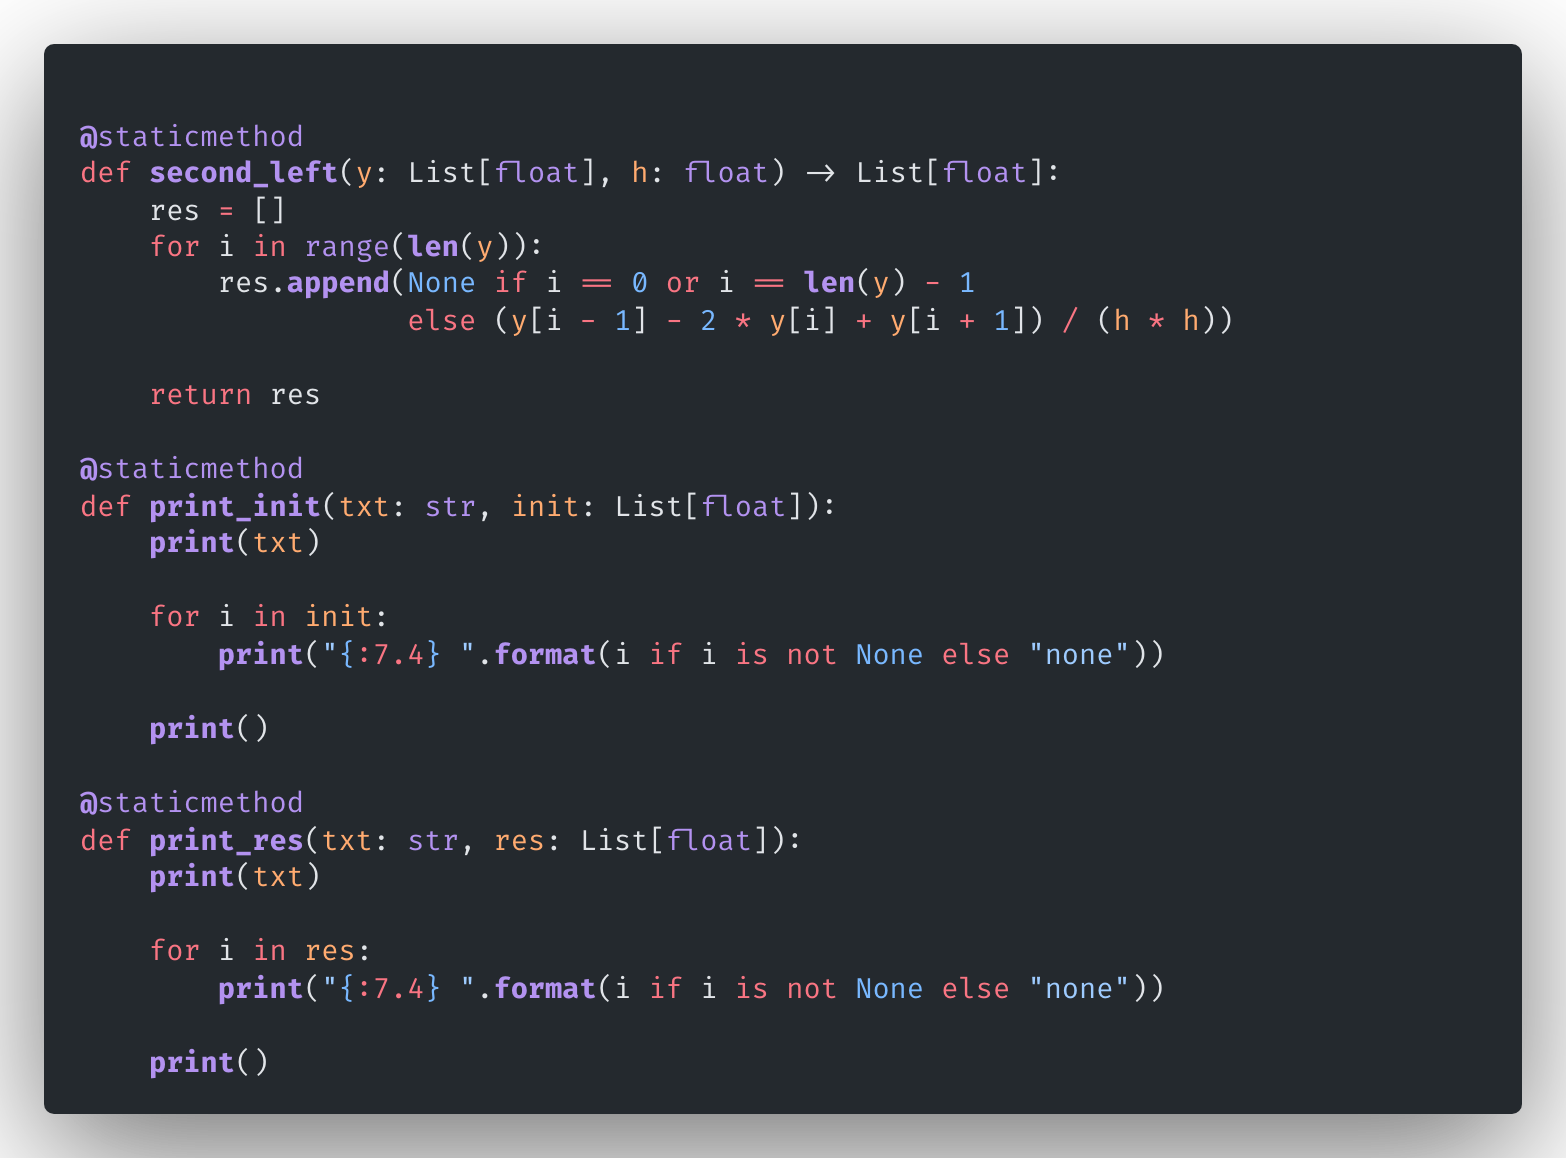 @staticmethod
def second_left(y: List[float], h: float) -> List[float]:
    res = []
    for i in range(len(y)):
        res.append(None if i == 0 or i == len(y) - 1
                   else (y[i - 1] - 2 * y[i] + y[i + 1]) / (h * h))

    return res

@staticmethod
def print_init(txt: str, init: List[float]):
    print(txt)

    for i in init:
        print("{:7.4} ".format(i if i is not None else "none"))

    print()

@staticmethod
def print_res(txt: str, res: List[float]):
    print(txt)

    for i in res:
        print("{:7.4} ".format(i if i is not None else "none"))

    print()